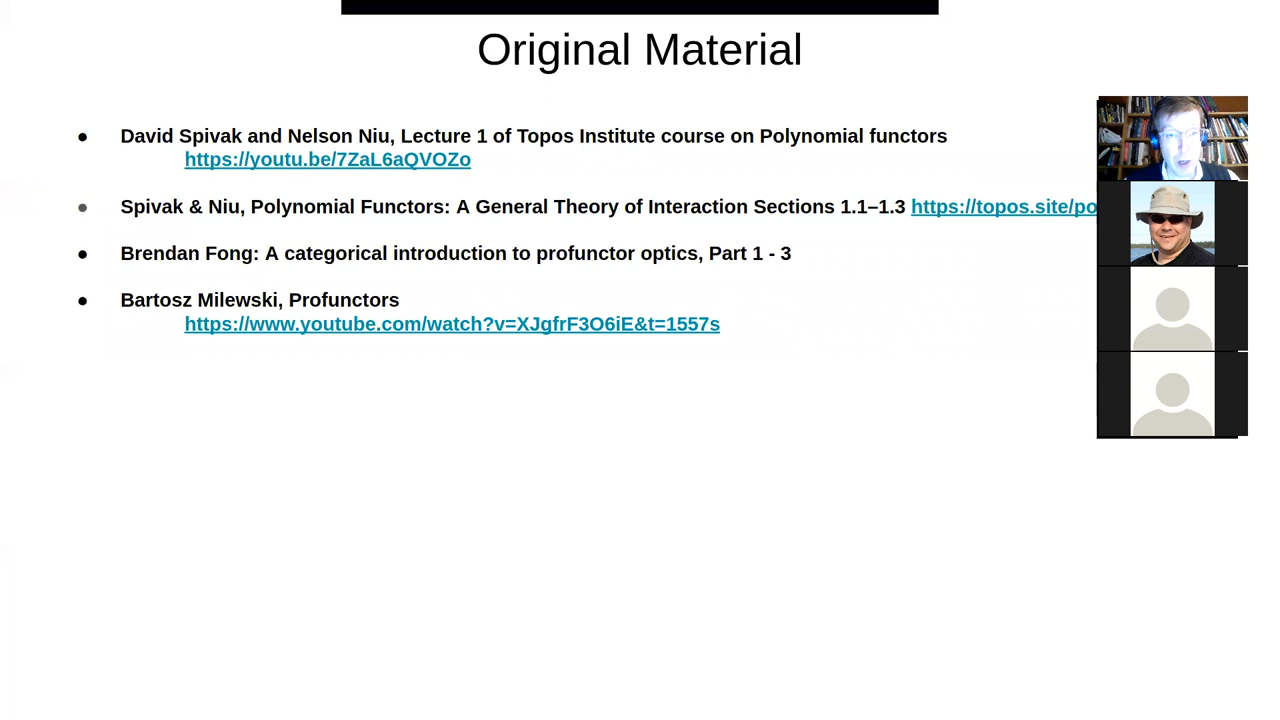 Original Material
● David Spivak and Nelson Niu, Lecture 1 of Topos Institute course on Polynomial functors
https://youtu.be/7ZaL6aQVOZo
● Spivak & Niu, Polynomial Functors: A General Theory of Interaction Sections 1.1–1.3 https://topos.site/po
● Brendan Fong: A categorical introduction to profunctor optics, Part 1 - 3
● Bartosz Milewski, Profunctors
https://www.youtube.com/watch?v=XJgfrF3O6iE&t=1557s